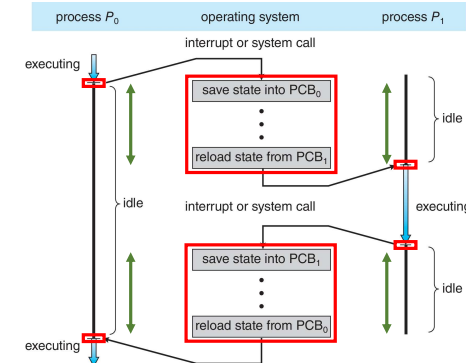 process P₀ operating system process P₁
interrupt or system call
executing
save state into PCB₀
idle
reload state from PCB₁
idle
interrupt or system call
executing
save state into PCB₁
idle
reload state from PCB₀
executing